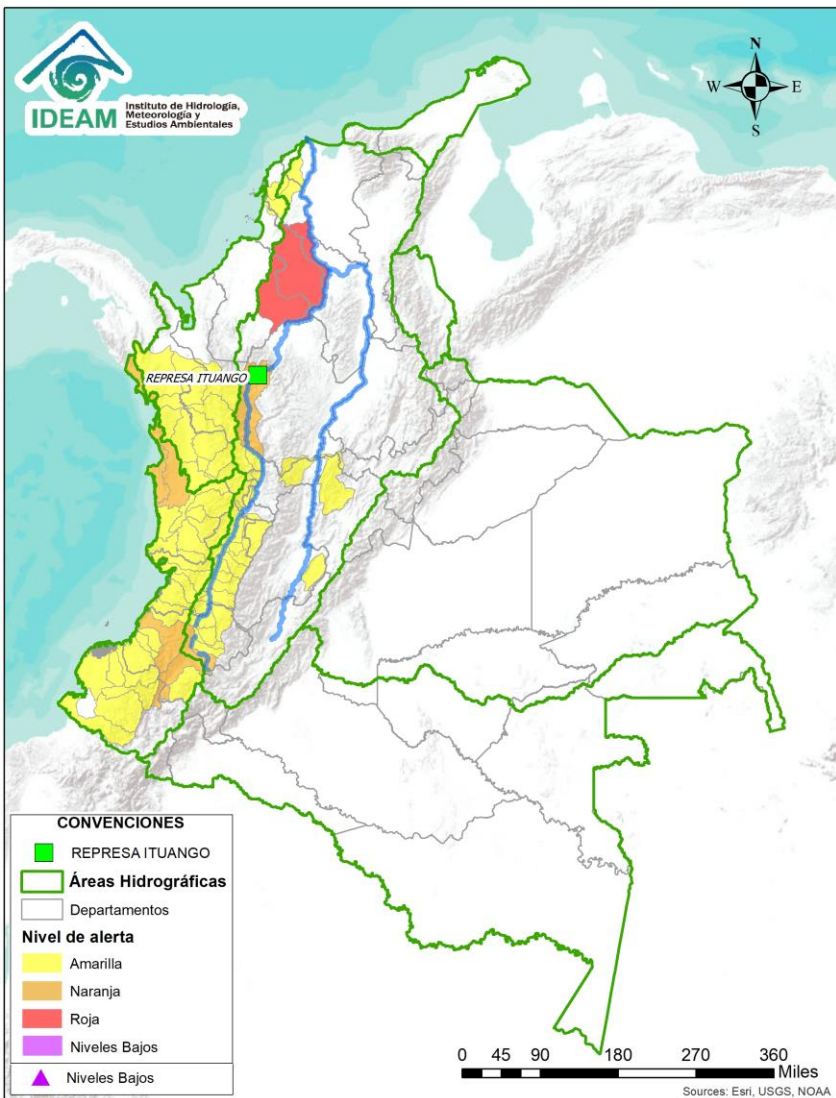 IDEAM
Instituto de Hidrología,
Meteorología y
Estudios Ambientales
N
W
E
S
REPRESA ITUANGO
CONVENCIONES
REPRESA ITUANGO
Áreas Hidrográficas
Departamentos
Nivel de alerta
Amarilla
Naranja
Roja
Niveles Bajos
Niveles Bajos
0 45 90 180 270 360
Miles
Sources: Esri, USGS, NOAA